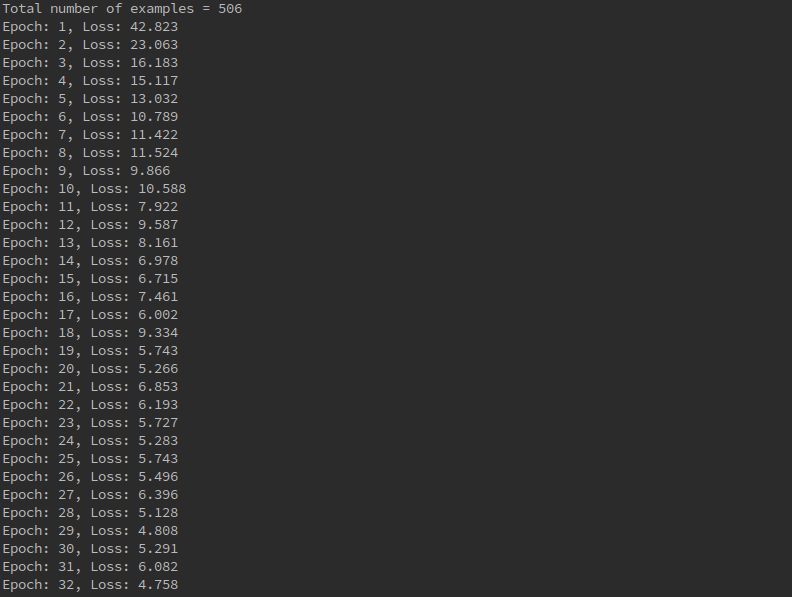 Total number of examples = 506
Epoch: 1, Loss: 42.823
Epoch: 2, Loss: 23.063
Epoch: 3, Loss: 16.183
Epoch: 4, Loss: 15.117
Epoch: 5, Loss: 13.032
Epoch: 6, Loss: 10.789
Epoch: 7, Loss: 11.422
Epoch: 8, Loss: 11.524
Epoch: 9, Loss: 9.866
Epoch: 10, Loss: 10.588
Epoch: 11, Loss: 7.922
Epoch: 12, Loss: 9.587
Epoch: 13, Loss: 8.161
Epoch: 14, Loss: 6.978
Epoch: 15, Loss: 6.715
Epoch: 16, Loss: 7.461
Epoch: 17, Loss: 6.002
Epoch: 18, Loss: 9.334
Epoch: 19, Loss: 5.743
Epoch: 20, Loss: 5.266
Epoch: 21, Loss: 6.853
Epoch: 22, Loss: 6.193
Epoch: 23, Loss: 5.727
Epoch: 24, Loss: 5.283
Epoch: 25, Loss: 5.743
Epoch: 26, Loss: 5.496
Epoch: 27, Loss: 6.396
Epoch: 28, Loss: 5.128
Epoch: 29, Loss: 4.808
Epoch: 30, Loss: 5.291
Epoch: 31, Loss: 6.082
Epoch: 32, Loss: 4.758